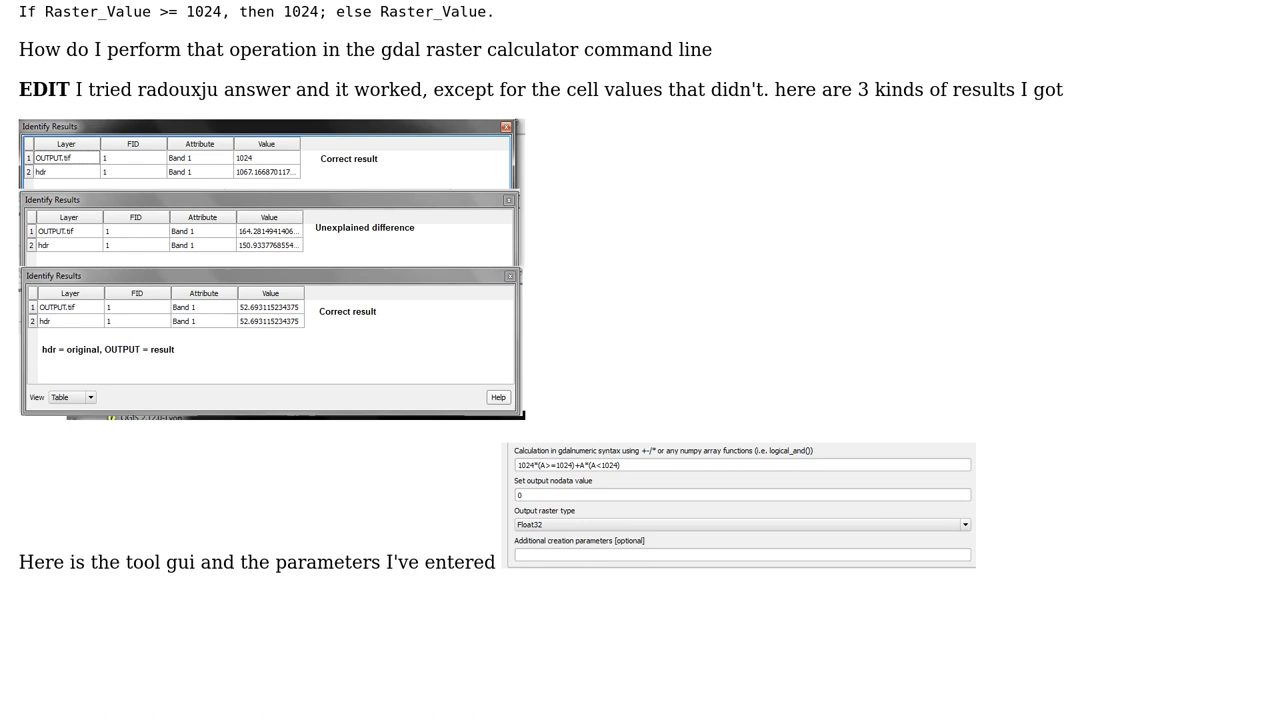 If Raster_Value >= 1024, then 1024; else Raster_Value.
How do I perform that operation in the gdal raster calculator command line
EDIT I tried radouxju answer and it worked, except for the cell values that didn't. here are 3 kinds of results I got
Identify Results
Layer FID Attribute Value
1 OUTPUT.tif 1 Band 1 1024 Correct result
2 hdr 1 Band 1 1067.166870117...
Identify Results
Layer FID Attribute Value
1 OUTPUT.tif 1 Band 1 164.2814941406... Unexplained difference
2 hdr 1 Band 1 150.9337768554...
Identify Results
Layer FID Attribute Value
1 OUTPUT.tif 1 Band 1 52.693115234375 Correct result
2 hdr 1 Band 1 52.693115234375
hdr = original, OUTPUT = result
View Table Help
Calculation in gdalnumeric syntax using +-/* or any numpy array functions (i.e. logical_and())
1024*(A>=1024)+A*(A<1024)
Set output nodata value
0
Output raster type
Float32
Additional creation parameters [optional]
Here is the tool gui and the parameters I've entered